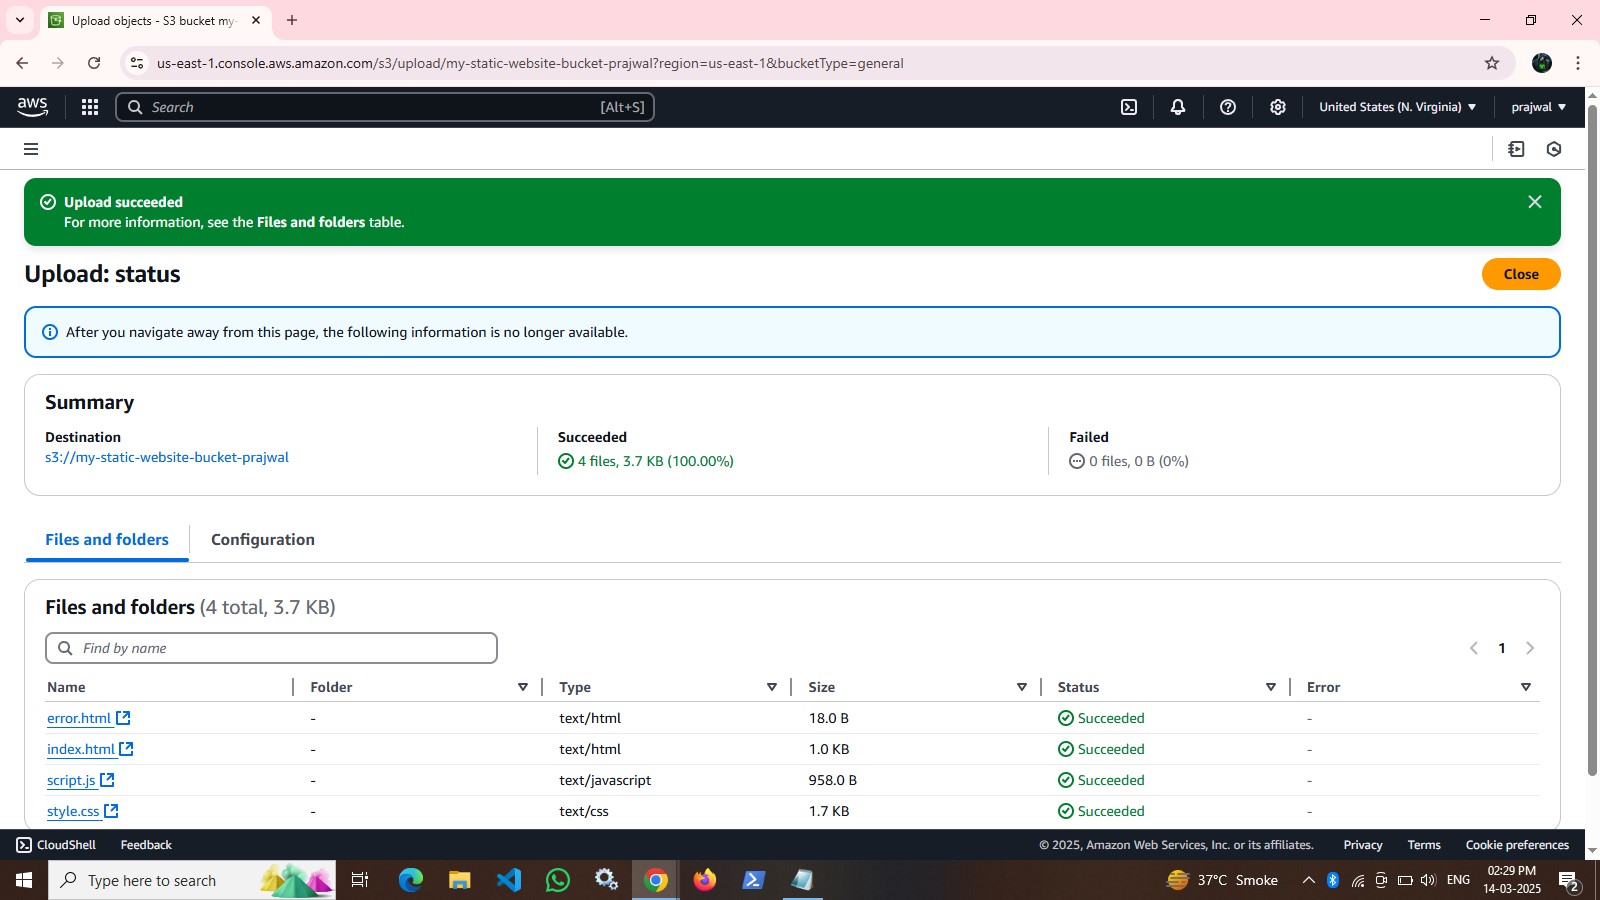 Upload objects - S3 bucket my-
us-east-1.console.aws.amazon.com/s3/upload/my-static-website-bucket-prajwal?region=us-east-1&bucketType=general
aws
Search [Alt+S]
United States (N. Virginia) prajwal
Upload succeeded
For more information, see the Files and folders table.
Upload: status
Close
After you navigate away from this page, the following information is no longer available.
Summary
Destination Succeeded Failed
s3://my-static-website-bucket-prajwal 4 files, 3.7 KB (100.00%) 0 files, 0 B (0%)
Files and folders Configuration
Files and folders (4 total, 3.7 KB)
Find by name 1
Name Folder Type Size Status Error
error.html - text/html 18.0 B Succeeded -
index.html - text/html 1.0 KB Succeeded -
script.js - text/javascript 958.0 B Succeeded -
style.css - text/css 1.7 KB Succeeded -
CloudShell Feedback © 2025, Amazon Web Services, Inc. or its affiliates. Privacy Terms Cookie preferences
Type here to search 37°C Smoke ENG 02:29 PM
14-03-2025 2